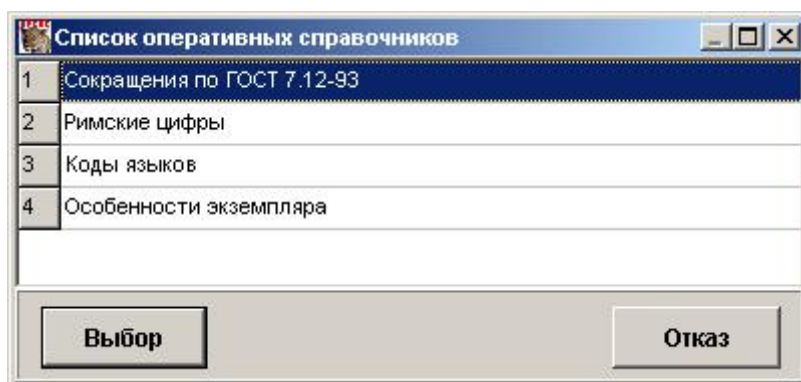 Список оперативных справочников
1 Сокращения по ГОСТ 7.12-93
2 Римские цифры
3 Коды языков
4 Особенности экземпляра
Выбор Отказ